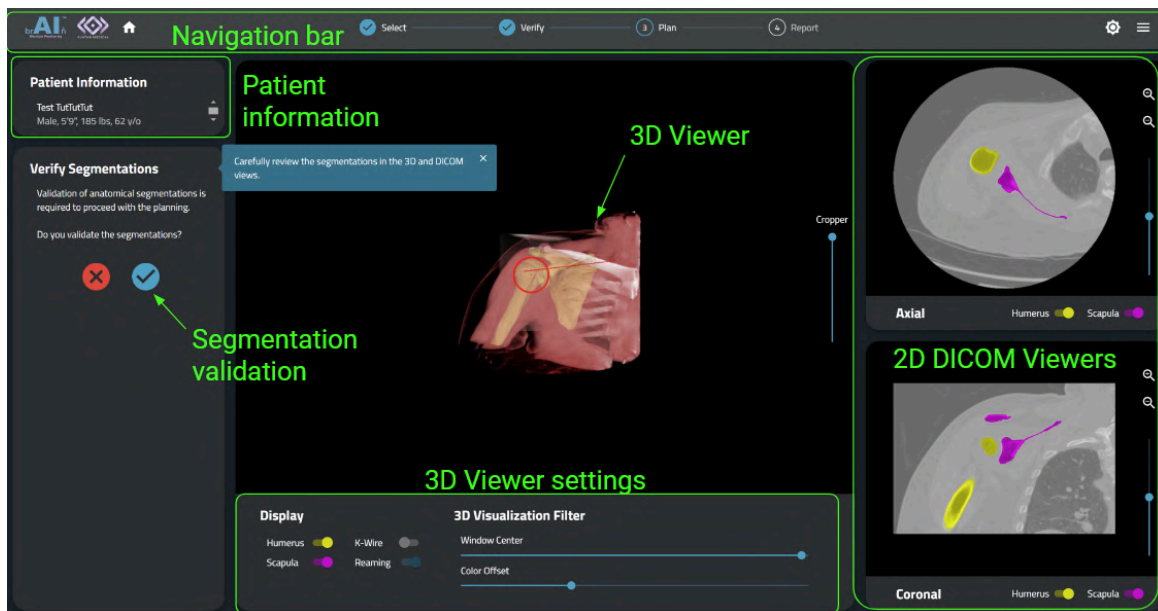 brAIn
Navigation bar
Select
Verify
3 Plan
4 Report
Patient Information
Test TutTutTut
Male, 5'9", 185 lbs, 62 y/o
Patient
information
Verify Segmentations
Validation of anatomical segmentations is
required to proceed with the planning.
Do you validate the segmentations?
Carefully review the segmentations in the 3D and DICOM
views.
Segmentation
validation
3D Viewer
Cropper
3D Viewer settings
Display
Humerus
K-Wire
Scapula
Reaming
3D Visualization Filter
Window Center
Color Offset
Axial
Humerus
Scapula
2D DICOM Viewers
Coronal
Humerus
Scapula